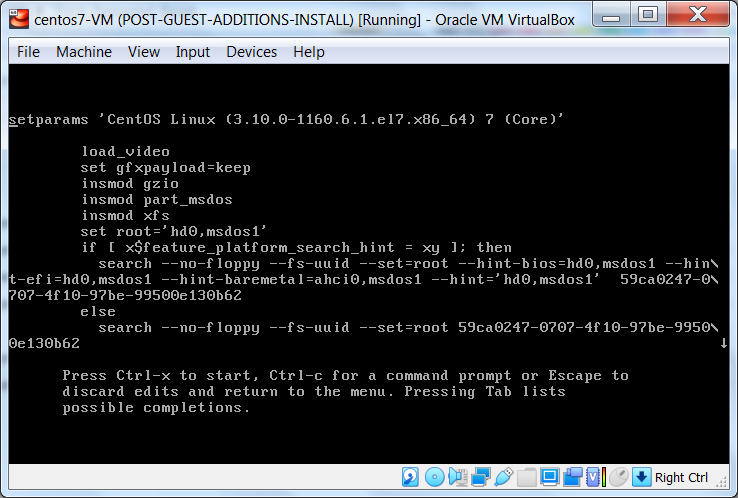 centos7-VM (POST-GUEST-ADDITIONS-INSTALL) [Running] - Oracle VM VirtualBox
File Machine View Input Devices Help
setparams 'CentOS Linux (3.10.0-1160.6.1.el7.x86_64) 7 (Core)'
load_video
set gfxpayload=keep
insmod gzio
insmod part_msdos
insmod xfs
set root='hd0,msdos1'
if [ x$feature_platform_search_hint = xy ]; then
search --no-floppy --fs-uuid --set=root --hint-bios=hd0,msdos1 --hin\
t-efi=hd0,msdos1 --hint-baremetal=ahci0,msdos1 --hint='hd0,msdos1'  59ca0247-0\
707-4f10-97be-99500e130b62
else
search --no-floppy --fs-uuid --set=root 59ca0247-0707-4f10-97be-9950\
0e130b62 ↓
Press Ctrl-x to start, Ctrl-c for a command prompt or Escape to
discard edits and return to the menu. Pressing Tab lists
possible completions.
Right Ctrl